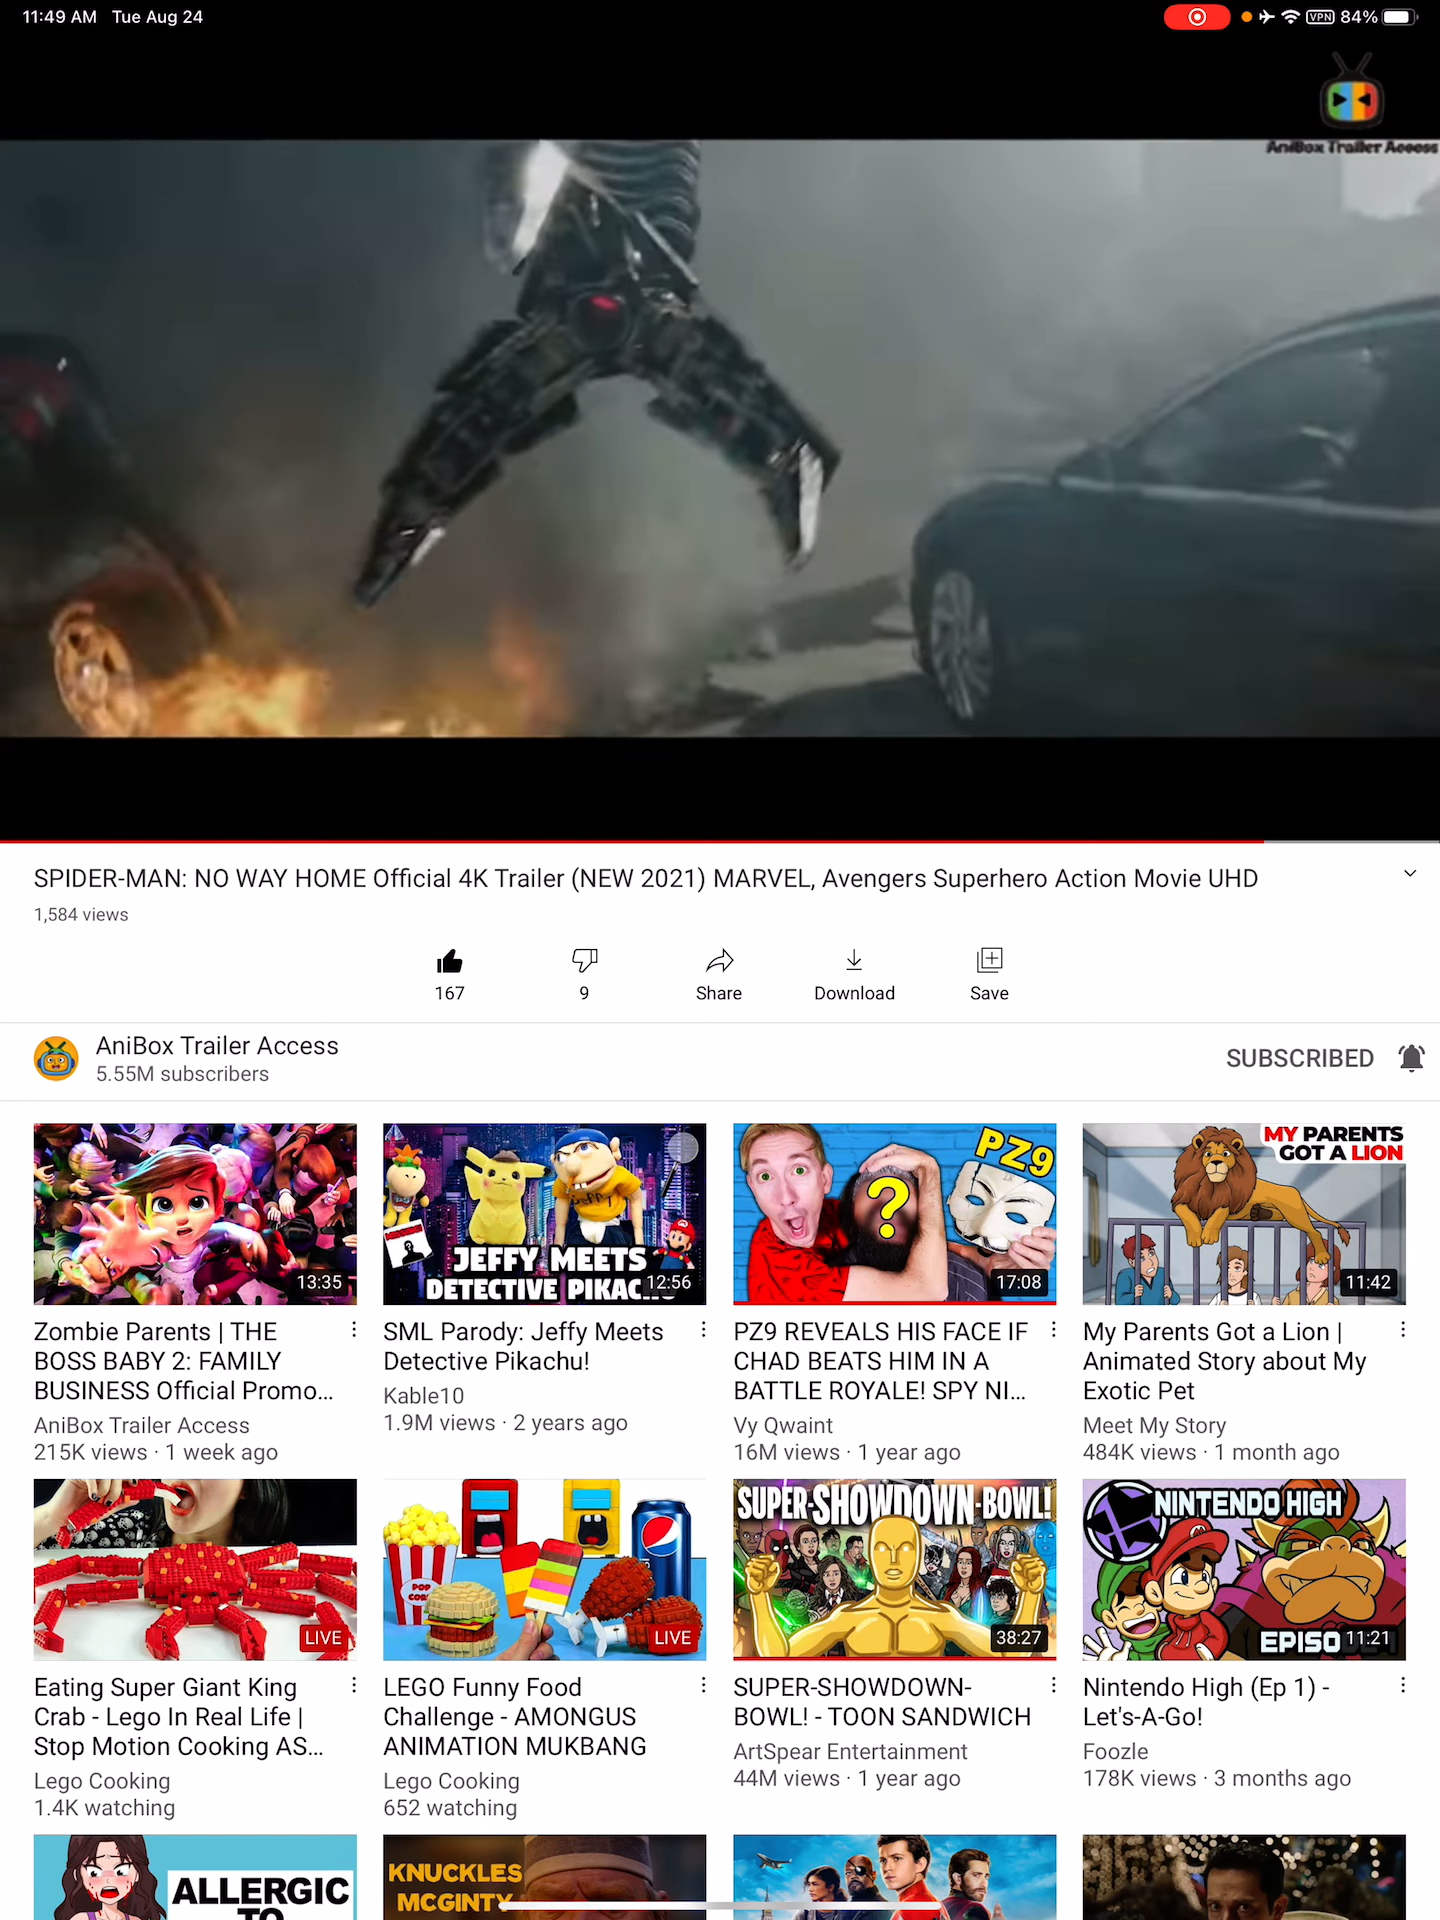 11:49 AM Tue Aug 24
VPN 84%
AniBox Trailer Access
SPIDER-MAN: NO WAY HOME Official 4K Trailer (NEW 2021) MARVEL, Avengers Superhero Action Movie UHD
1,584 views
167
9
Share
Download
Save
AniBox Trailer Access
5.55M subscribers
SUBSCRIBED
13:35
Zombie Parents | THE
BOSS BABY 2: FAMILY
BUSINESS Official Promo...
AniBox Trailer Access
215K views · 1 week ago
JEFFY MEETS
DETECTIVE
12:56
SML Parody: Jeffy Meets
Detective Pikachu!
Kable10
1.9M views · 2 years ago
PZ9
?
17:08
PZ9 REVEALS HIS FACE IF
CHAD BEATS HIM IN A
BATTLE ROYALE! SPY NI...
Vy Qwaint
16M views · 1 year ago
MY PARENTS
GOT A LION
11:42
My Parents Got a Lion |
Animated Story about My
Exotic Pet
Meet My Story
484K views · 1 month ago
LIVE
Eating Super Giant King
Crab - Lego In Real Life |
Stop Motion Cooking AS...
Lego Cooking
1.4K watching
POP
LIVE
LEGO Funny Food
Challenge - AMONGUS
ANIMATION MUKBANG
Lego Cooking
652 watching
SUPER-SHOWDOWN-BOWL!
38:27
SUPER-SHOWDOWN-
BOWL! - TOON SANDWICH
ArtSpear Entertainment
44M views · 1 year ago
NINTENDO HIGH
EPISO
11:21
Nintendo High (Ep 1) -
Let's-A-Go!
Foozle
178K views · 3 months ago
ALLERGIC
TO
KNUCKLES
MCGINTY